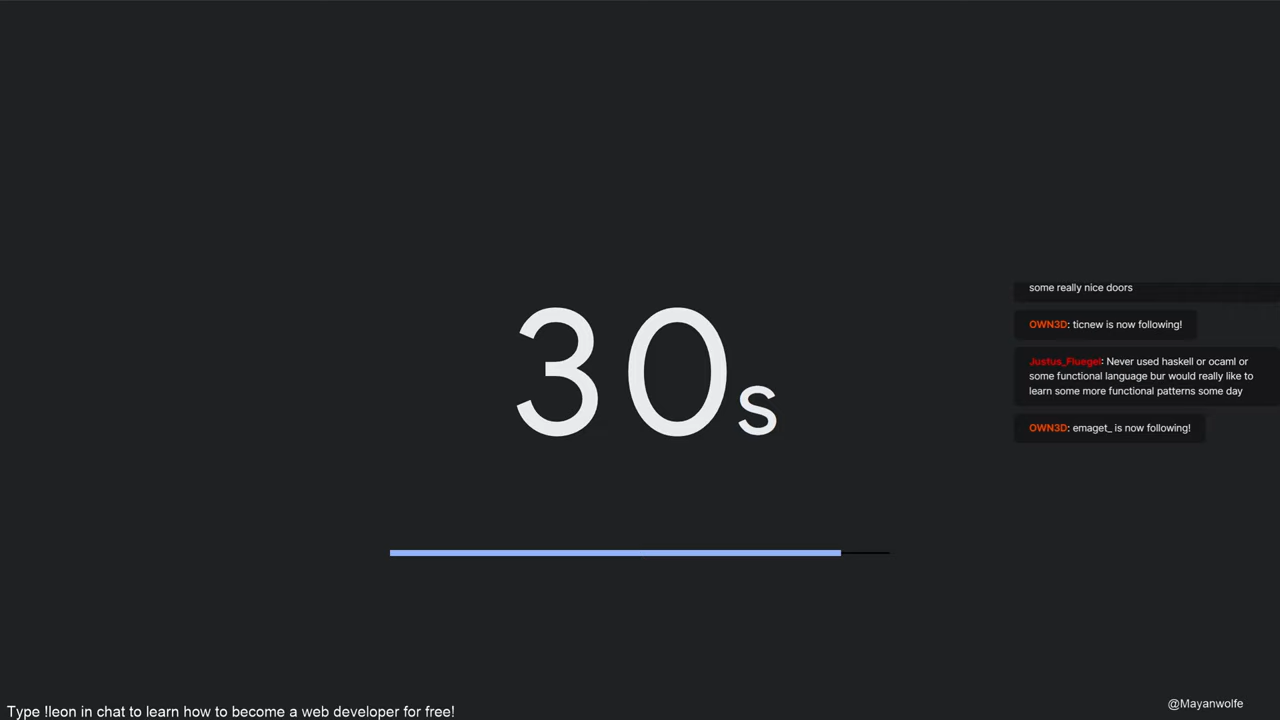 30s
some really nice doors
OWN3D: ticnew is now following!
Justus_Fluegel: Never used haskell or ocaml or
some functional language bur would really like to
learn some more functional patterns some day
OWN3D: emaget_ is now following!
@Mayanwolfe
Type !leon in chat to learn how to become a web developer for free!